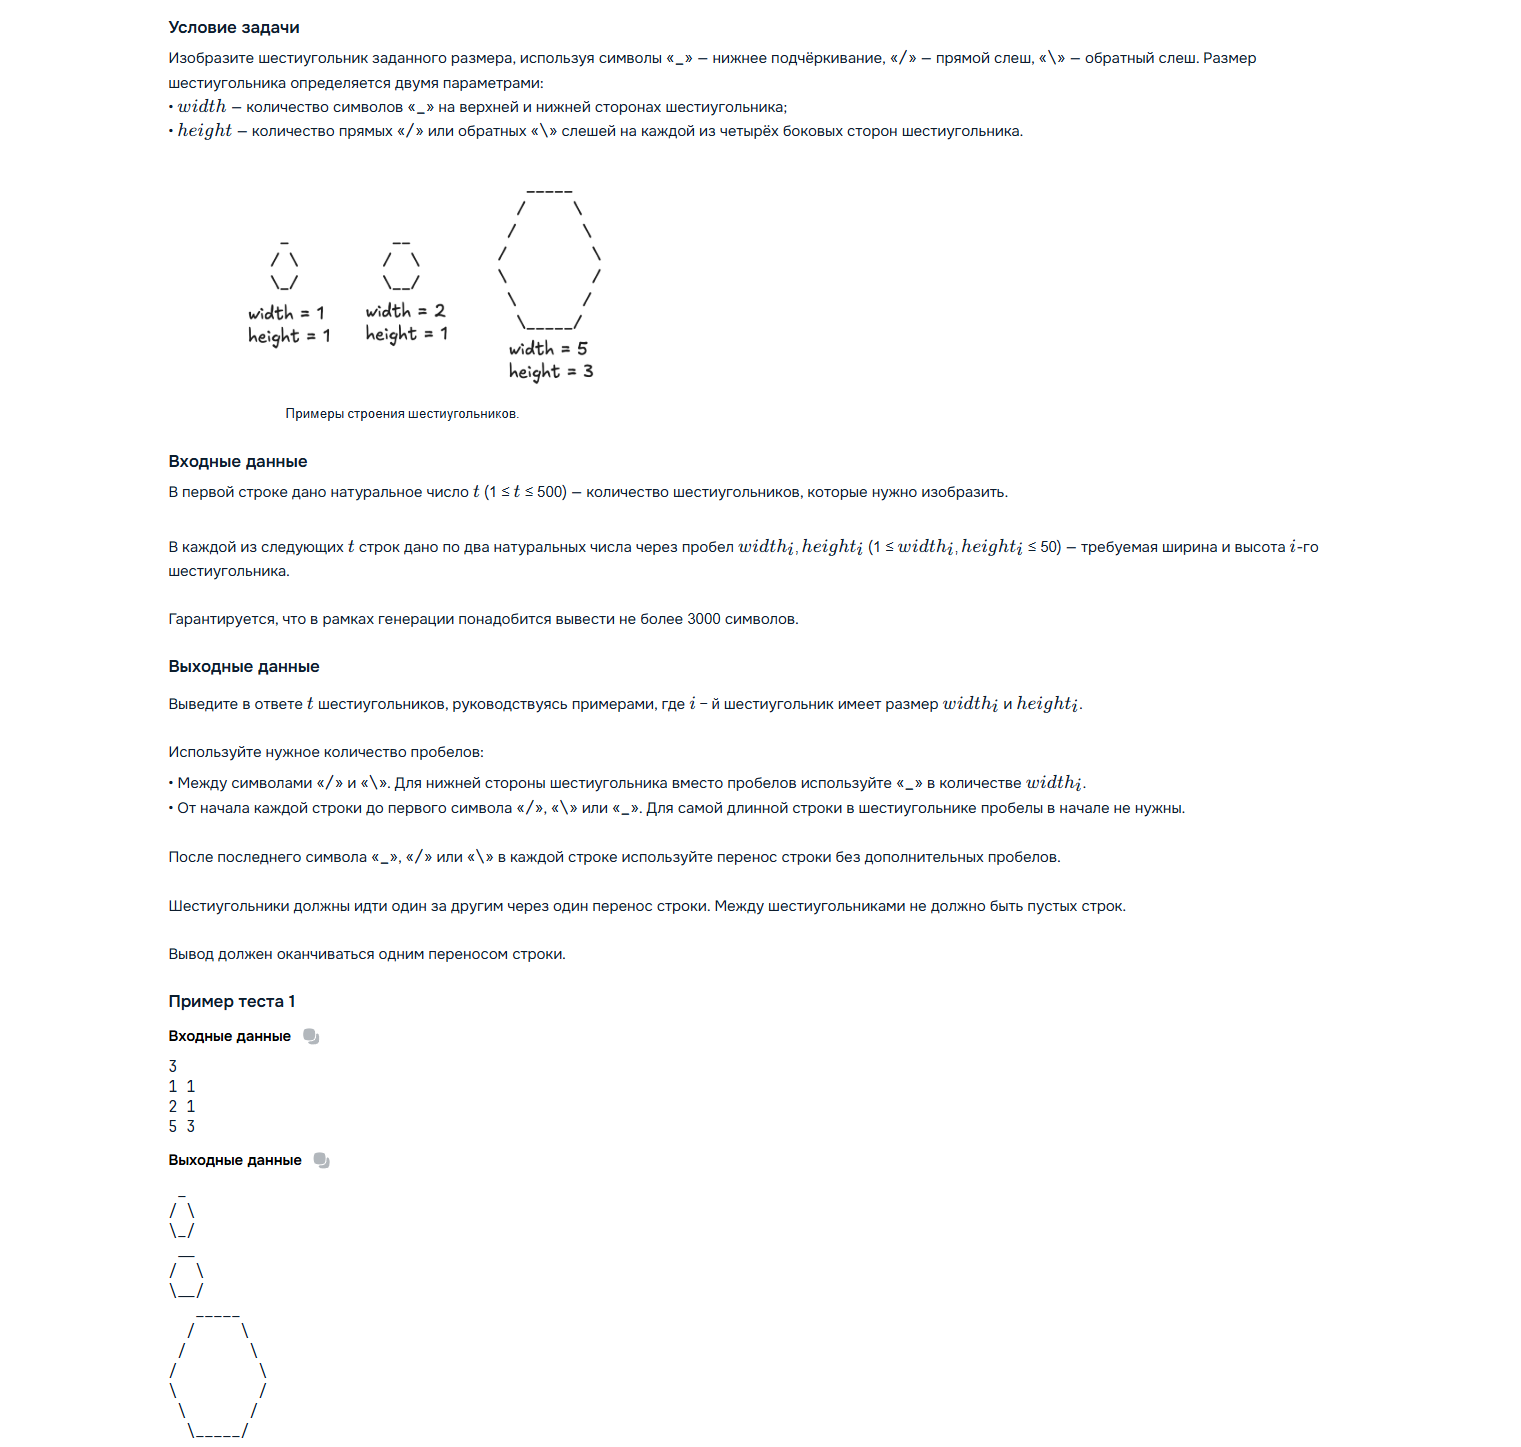 Условие задачи
Изобразите шестиугольник заданного размера, используя символы «_» — нижнее подчёркивание, «/» — прямой слеш, «\» — обратный слеш. Размер
шестиугольника определяется двумя параметрами:
• width — количество символов «_» на верхней и нижней сторонах шестиугольника;
• height — количество прямых «/» или обратных «\» слешей на каждой из четырёх боковых сторон шестиугольника.
width = 1
height = 1
width = 2
height = 1
width = 5
height = 3
Примеры строения шестиугольников.
Входные данные
В первой строке дано натуральное число t (1 ≤ t ≤ 500) — количество шестиугольников, которые нужно изобразить.
В каждой из следующих t строк дано по два натуральных числа через пробел width_i, height_i (1 ≤ width_i, height_i ≤ 50) — требуемая ширина и высота i-го
шестиугольника.
Гарантируется, что в рамках генерации понадобится вывести не более 3000 символов.
Выходные данные
Выведите в ответе t шестиугольников, руководствуясь примерами, где i − й шестиугольник имеет размер width_i и height_i.
Используйте нужное количество пробелов:
• Между символами «/» и «\». Для нижней стороны шестиугольника вместо пробелов используйте «_» в количестве width_i.
• От начала каждой строки до первого символа «/», «\» или «_». Для самой длинной строки в шестиугольнике пробелы в начале не нужны.
После последнего символа «_», «/» или «\» в каждой строке используйте перенос строки без дополнительных пробелов.
Шестиугольники должны идти один за другим через один перенос строки. Между шестиугольниками не должно быть пустых строк.
Вывод должен оканчиваться одним переносом строки.
Пример теста 1
Входные данные
3
1 1
2 1
5 3
Выходные данные
 _
/ \
\_/
 __
/  \
\__/
   _____
  /     \
 /       \
/         \
\         /
 \       /
  \_____/